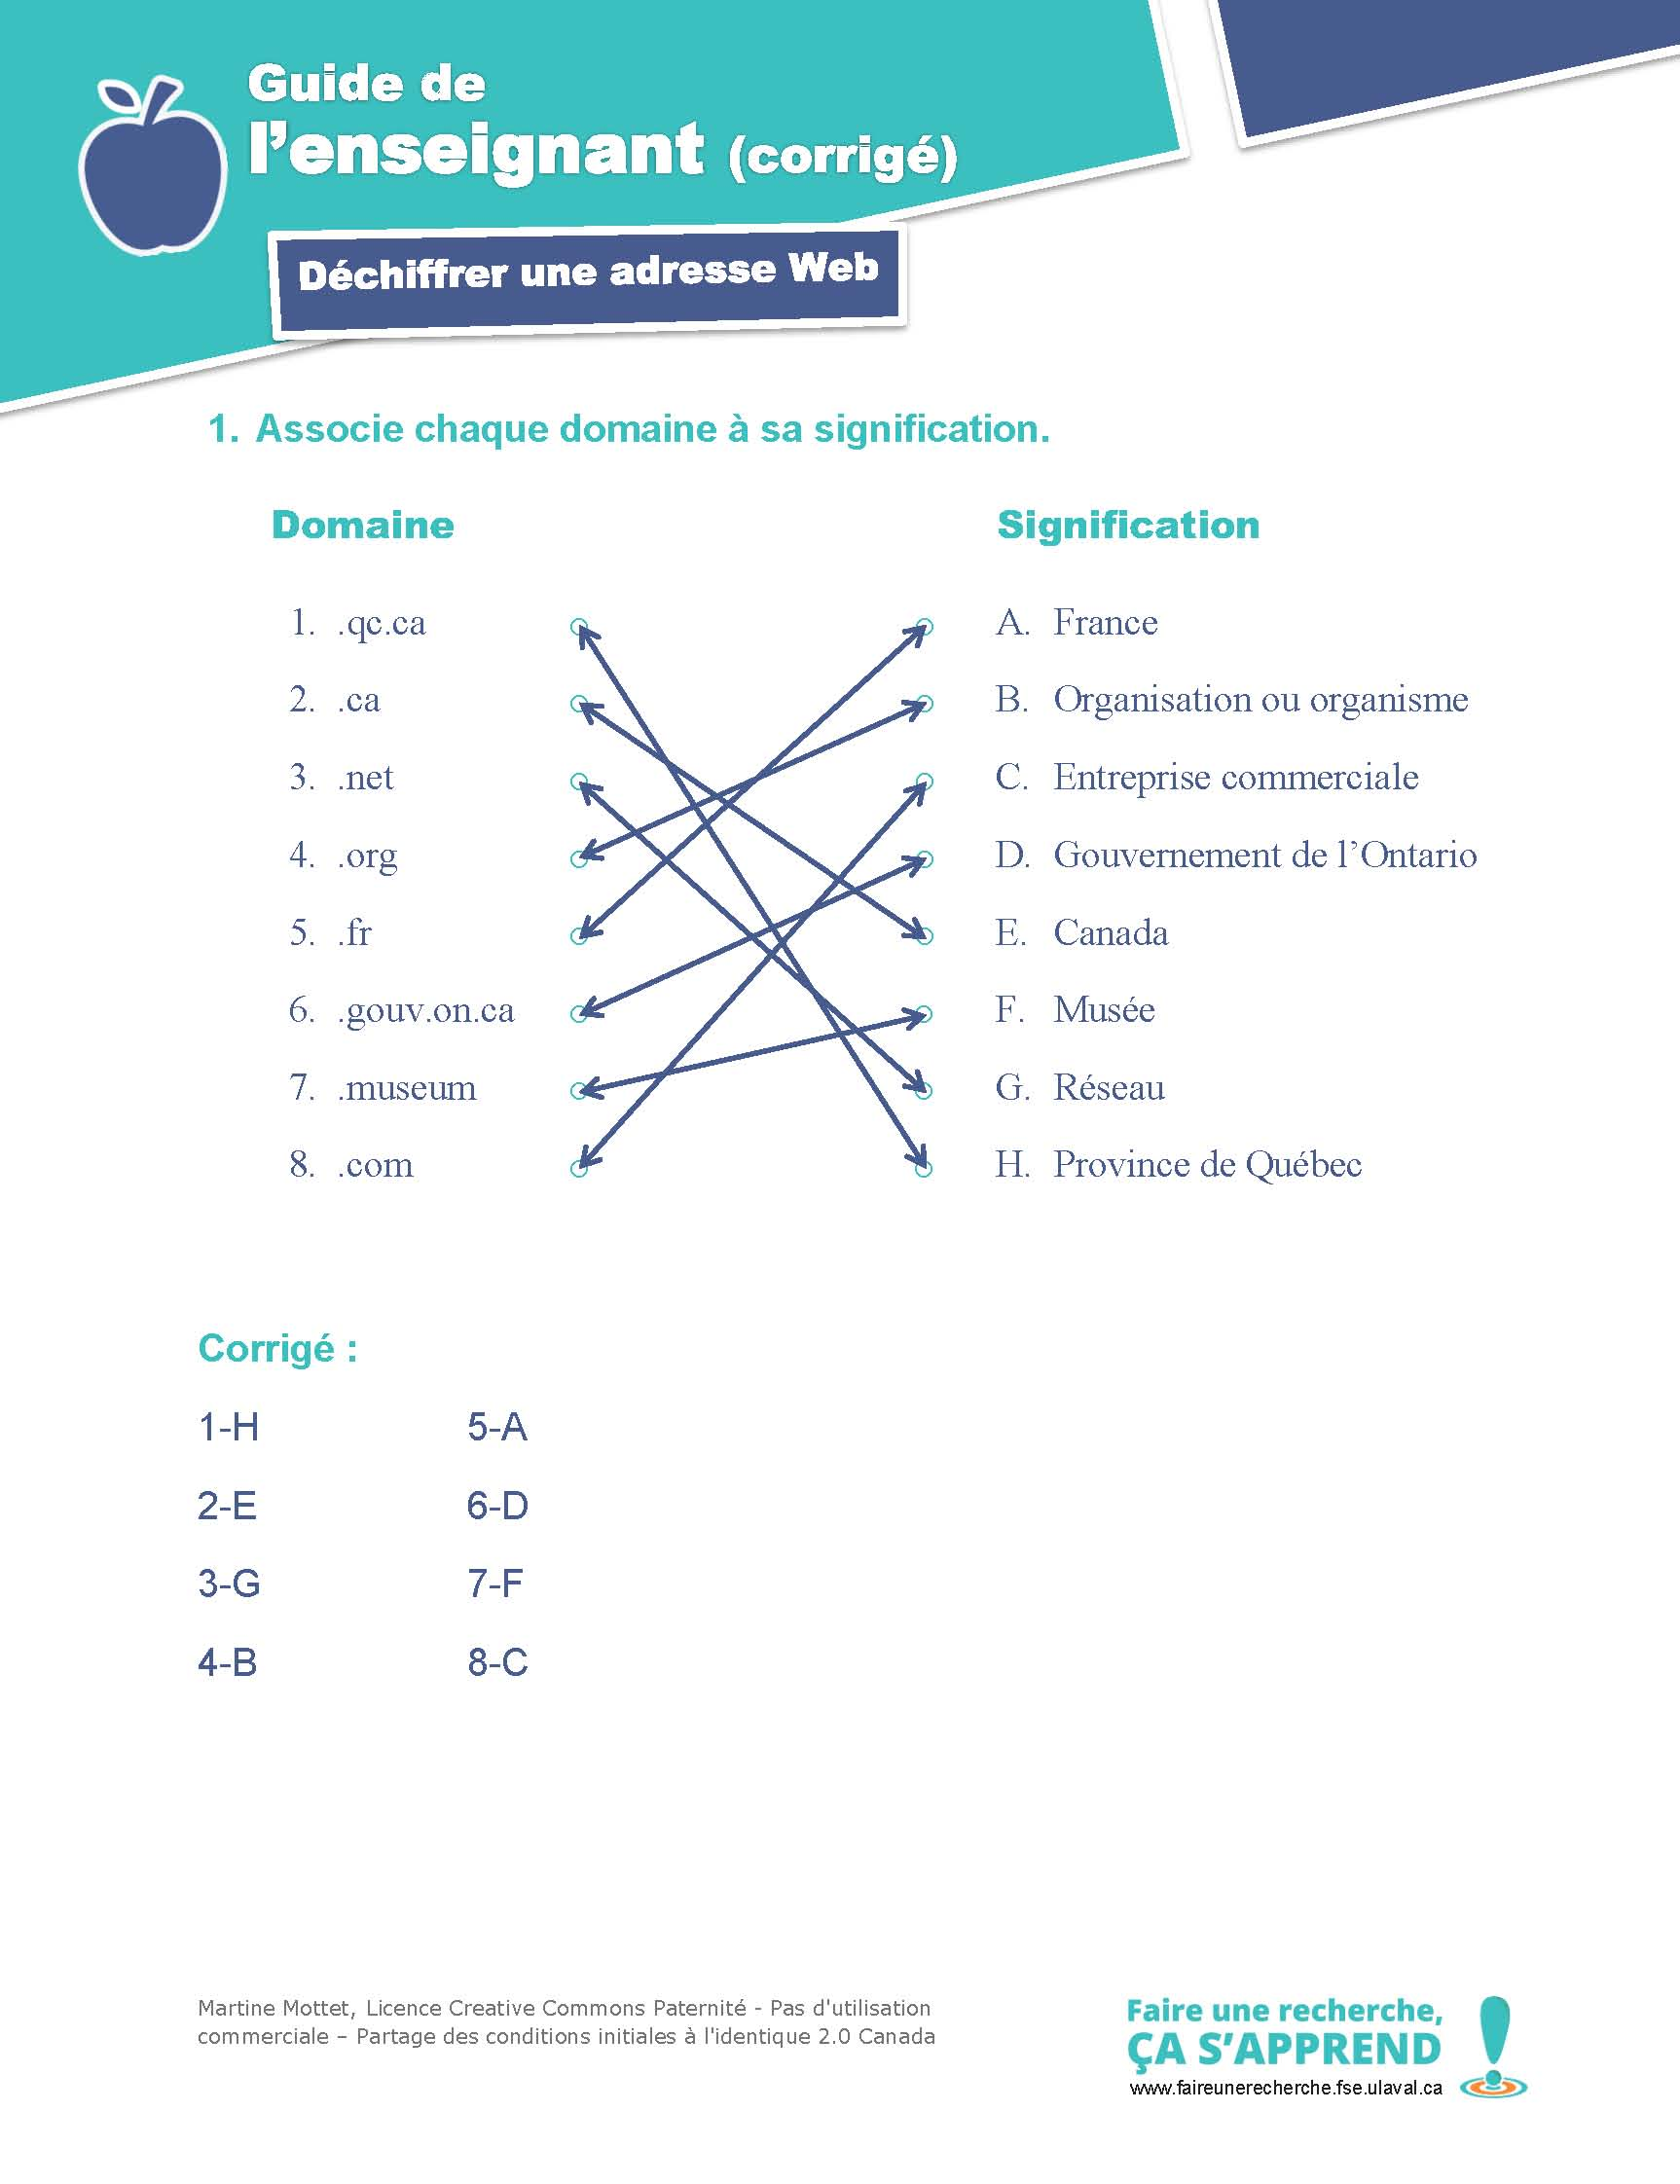 Guide de
l'enseignant (corrigé)
Déchiffrer une adresse Web
1. Associe chaque domaine à sa signification.
Domaine Signification
1. .qc.ca A. France
2. .ca B. Organisation ou organisme
3. .net C. Entreprise commerciale
4. .org D. Gouvernement de l'Ontario
5. .fr E. Canada
6. .gouv.on.ca F. Musée
7. .museum G. Réseau
8. .com H. Province de Québec
Corrigé :
1-H 5-A
2-E 6-D
3-G 7-F
4-B 8-C
Martine Mottet, Licence Creative Commons Paternité - Pas d'utilisation
commerciale – Partage des conditions initiales à l'identique 2.0 Canada
Faire une recherche,
ÇA S'APPREND
www.faireunerecherche.fse.ulaval.ca